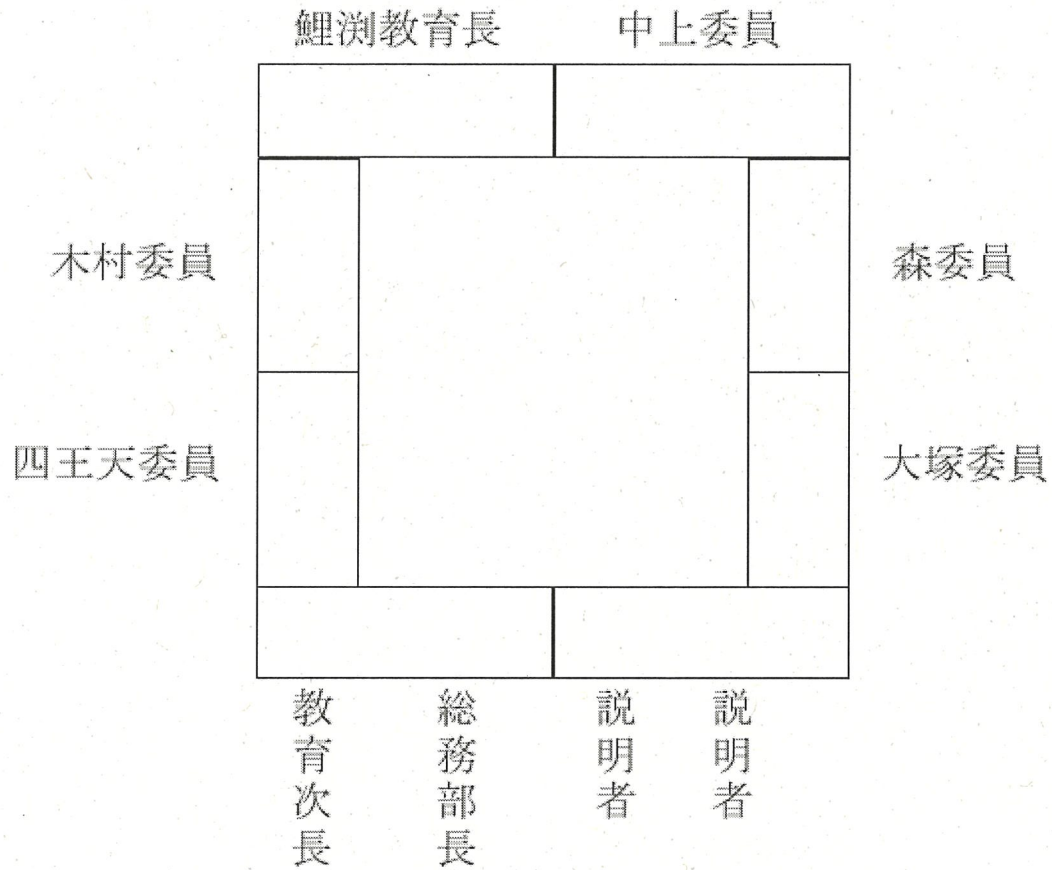 鯉渕教育長
中上委員
木村委員
森委員
四王天委員
大塚委員
教育次長
総務部長
説明者
説明者